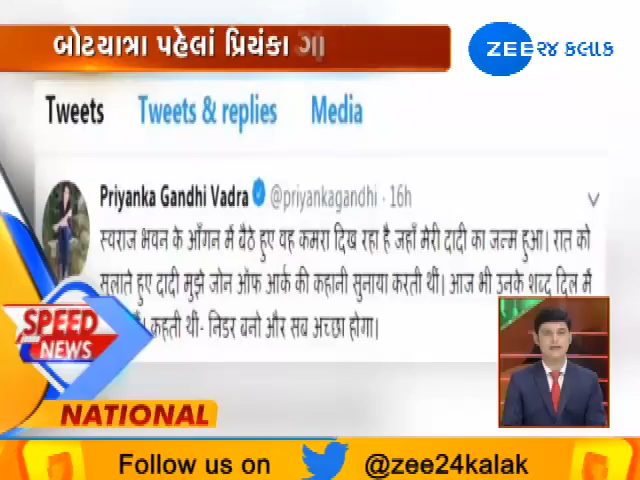 બોટયાત્રા પહેલાં પ્રિયંકા ગા
ZEE ૨૪ કલાક
Tweets Tweets & replies Media
Priyanka Gandhi Vadra @priyankagandhi · 16h
स्वराज भवन के आँगन में बैठे हुए वह कमरा दिख रहा है जहाँ मेरी दादी का जन्म हुआ। रात को
सुलाते हुए दादी मुझे जोन ऑफ आर्क की कहानी सुनाया करती थीं। आज भी उनके शब्द दिल में
कहती थीं- निडर बनो और सब अच्छा होगा।
SPEED
NEWS
NATIONAL
Follow us on @zee24kalak